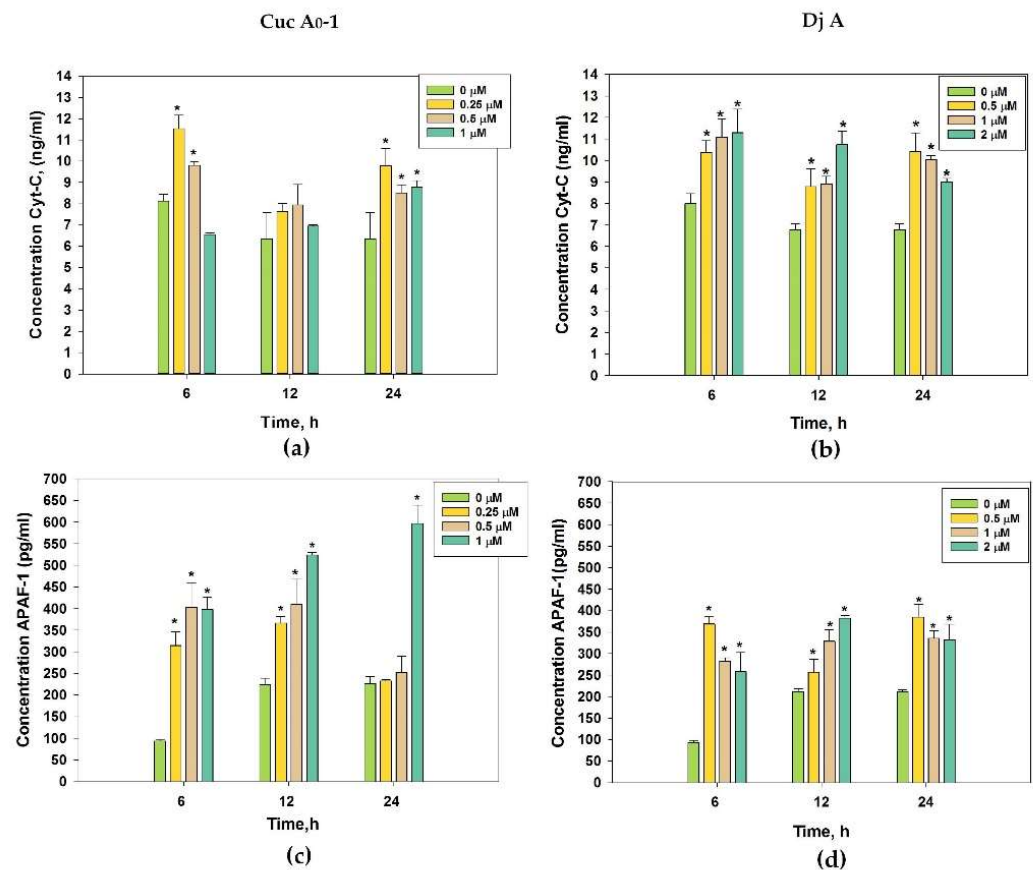 Cuc A0-1
Dj A
Concentration Cyt-C, (ng/ml)
14
13
12
11
10
9
8
7
6
5
4
3
2
1
0
* * * * *
0 μM
0.25 μM
0.5 μM
1 μM
6 12 24
Time, h
(a)
Concentration Cyt-C (ng/ml)
14
13
12
11
10
9
8
7
6
5
4
3
2
1
0
* * * * * * * * *
0 μM
0.5 μM
1 μM
2 μM
6 12 24
Time, h
(b)
Concentration APAF-1 (pg/ml)
700
650
600
550
500
450
400
350
300
250
200
150
100
50
0
* * * * * * *
0 μM
0.25 μM
0.5 μM
1 μM
6 12 24
Time,h
(c)
Concentration APAF-1(pg/ml)
700
650
600
550
500
450
400
350
300
250
200
150
100
50
0
* * * * * * * * *
0 μM
0.5 μM
1 μM
2 μM
6 12 24
Time, h
(d)